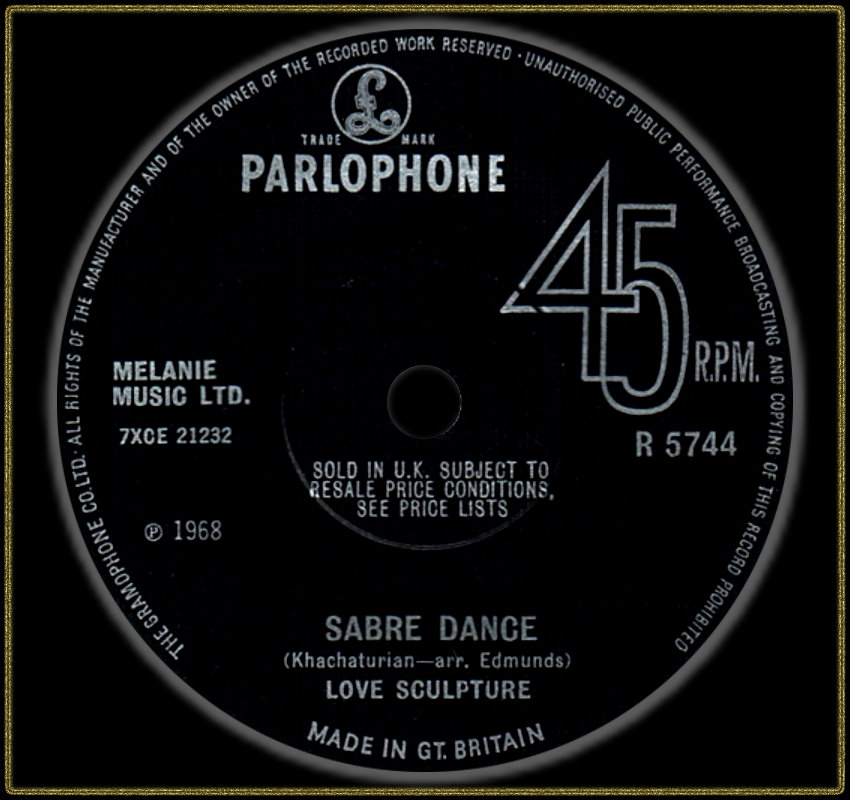 THE GRAMOPHONE CO. LTD. · ALL RIGHTS OF THE MANUFACTURER AND OF THE OWNER OF THE RECORDED WORK RESERVED · UNAUTHORISED PUBLIC PERFORMANCE BROADCASTING AND COPYING OF THIS RECORD PROHIBITED
£
TRADE MARK
PARLOPHONE
45
R.P.M.
MELANIE
MUSIC LTD.
7XCE 21232
R 5744
SOLD IN U.K. SUBJECT TO
RESALE PRICE CONDITIONS,
SEE PRICE LISTS
℗ 1968
SABRE DANCE
(Khachaturian—arr. Edmunds)
LOVE SCULPTURE
MADE IN GT. BRITAIN